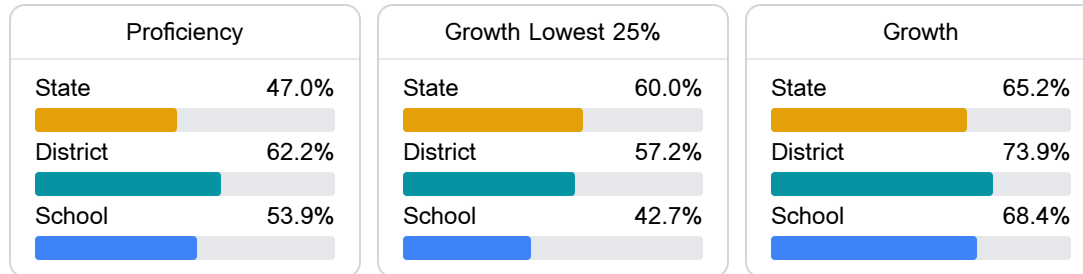 Proficiency
State 47.0%
District 62.2%
School 53.9%
Growth Lowest 25%
State 60.0%
District 57.2%
School 42.7%
Growth
State 65.2%
District 73.9%
School 68.4%